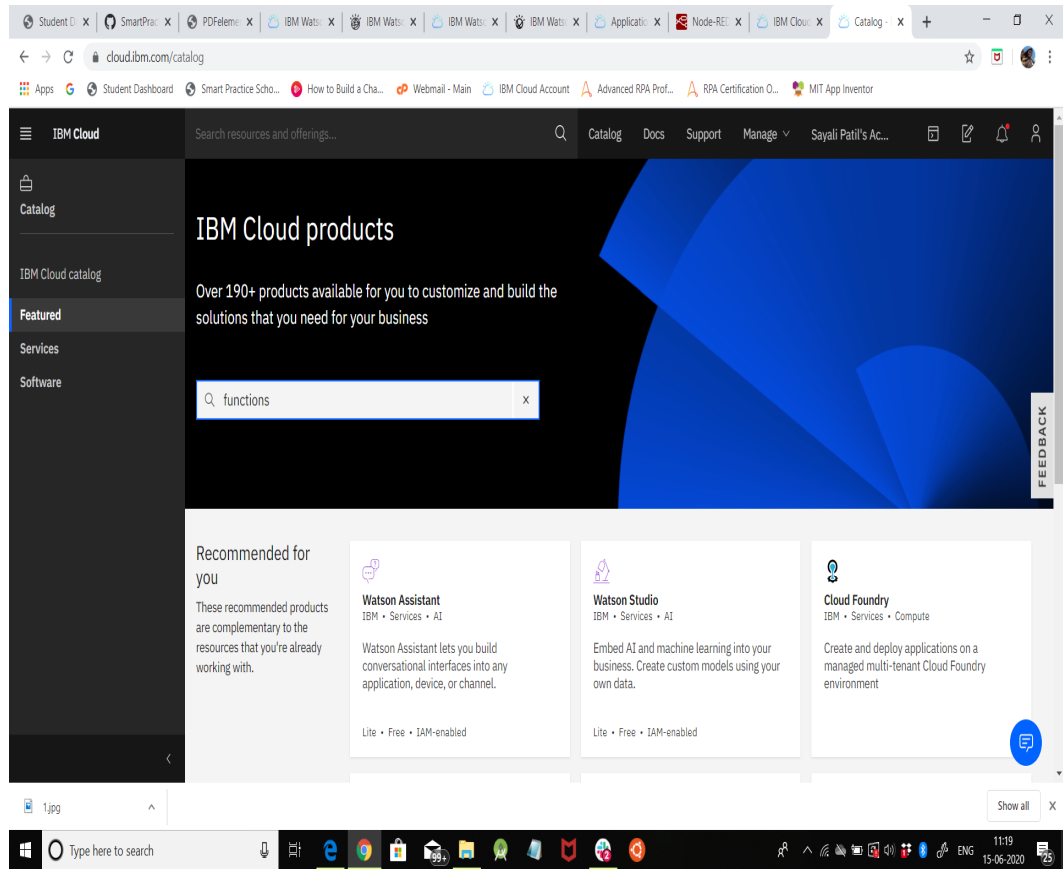 Student D
SmartPrac
PDFeleme
IBM Wats
IBM Wats
IBM Wats
IBM Wats
Applicatio
Node-RED
IBM Clou
Catalog -
cloud.ibm.com/catalog
Apps
G
Student Dashboard
Smart Practice Scho...
How to Build a Cha...
Webmail - Main
IBM Cloud Account
Advanced RPA Prof...
RPA Certification O...
MIT App Inventor
IBM Cloud
Search resources and offerings...
Catalog
Docs
Support
Manage
Sayali Patil's Ac...
Catalog
IBM Cloud catalog
Featured
Services
Software
IBM Cloud products
Over 190+ products available for you to customize and build the
solutions that you need for your business
functions
FEEDBACK
Recommended for
you
These recommended products
are complementary to the
resources that you're already
working with.
Watson Assistant
IBM • Services • AI
Watson Assistant lets you build
conversational interfaces into any
application, device, or channel.
Lite • Free • IAM-enabled
Watson Studio
IBM • Services • AI
Embed AI and machine learning into your
business. Create custom models using your
own data.
Lite • Free • IAM-enabled
Cloud Foundry
IBM • Services • Compute
Create and deploy applications on a
managed multi-tenant Cloud Foundry
environment
1.jpg
Show all
Type here to search
99+
ENG
11:19
15-06-2020
25